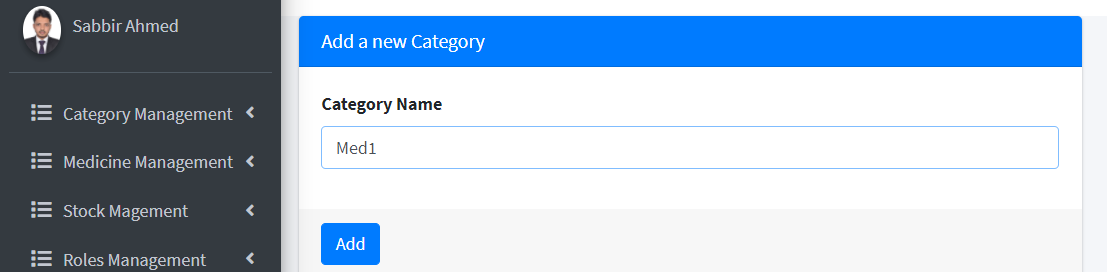 Sabbir Ahmed
Category Management
Medicine Management
Stock Magement
Roles Management
Add a new Category
Category Name
Med1
Add